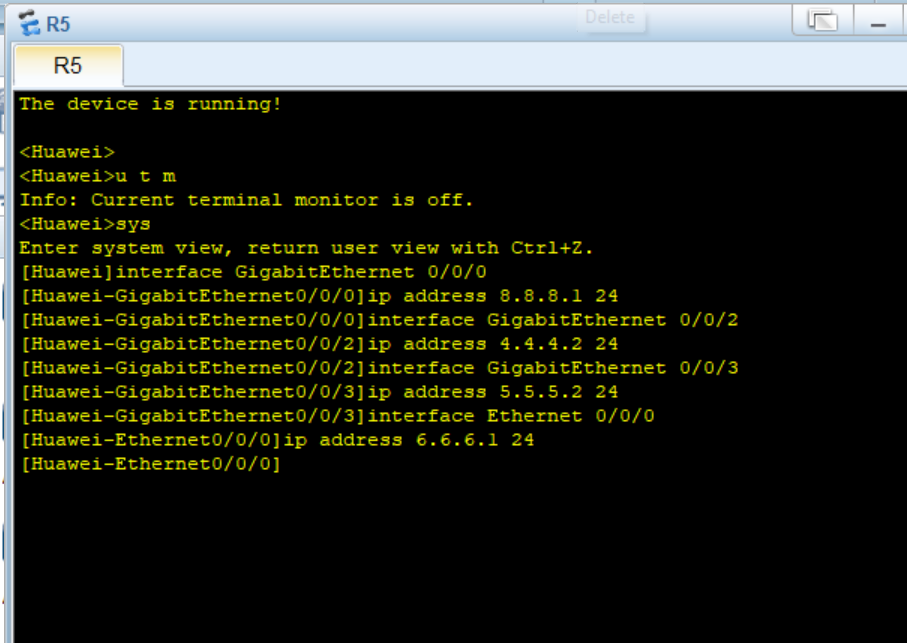 R5
Delete
R5
The device is running!
<Huawei>
<Huawei>u t m
Info: Current terminal monitor is off.
<Huawei>sys
Enter system view, return user view with Ctrl+Z.
[Huawei]interface GigabitEthernet 0/0/0
[Huawei-GigabitEthernet0/0/0]ip address 8.8.8.1 24
[Huawei-GigabitEthernet0/0/0]interface GigabitEthernet 0/0/2
[Huawei-GigabitEthernet0/0/2]ip address 4.4.4.2 24
[Huawei-GigabitEthernet0/0/2]interface GigabitEthernet 0/0/3
[Huawei-GigabitEthernet0/0/3]ip address 5.5.5.2 24
[Huawei-GigabitEthernet0/0/3]interface Ethernet 0/0/0
[Huawei-Ethernet0/0/0]ip address 6.6.6.1 24
[Huawei-Ethernet0/0/0]